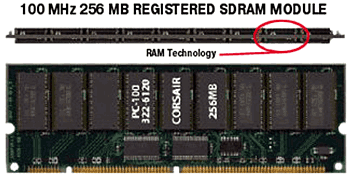 100 MHz 256 MB REGISTERED SDRAM MODULE
RAM Technology
PC-100
322-6120
CORSAIR
256MB